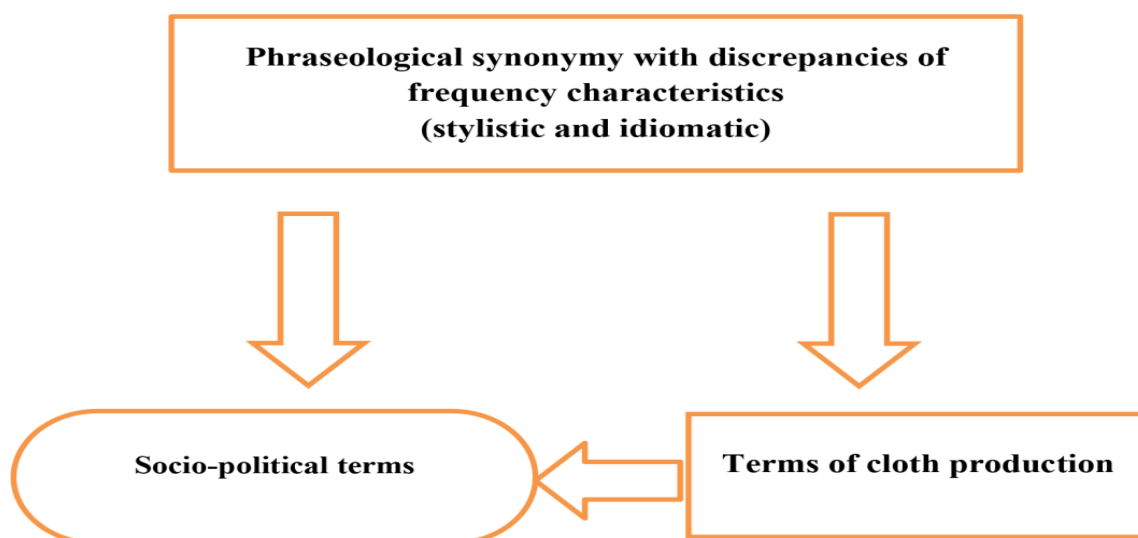 Phraseological synonymy with discrepancies of
frequency characteristics
(stylistic and idiomatic)
Socio-political terms
Terms of cloth production